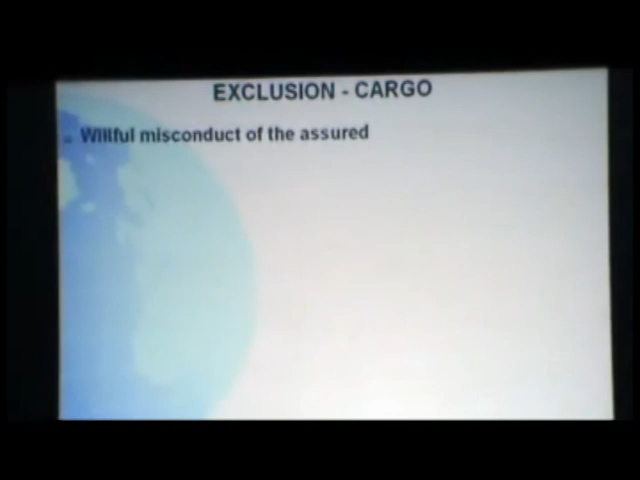 EXCLUSION - CARGO
Willful misconduct of the assured